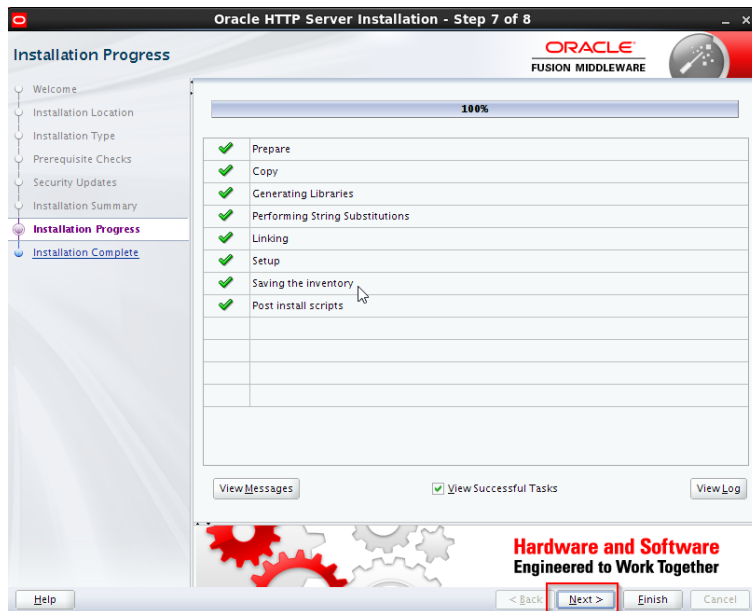 Oracle HTTP Server Installation - Step 7 of 8
Installation Progress
ORACLE
FUSION MIDDLEWARE
Welcome
Installation Location
Installation Type
Prerequisite Checks
Security Updates
Installation Summary
Installation Progress
Installation Complete
100%
Prepare
Copy
Generating Libraries
Performing String Substitutions
Linking
Setup
Saving the inventory
Post install scripts
View Messages
View Successful Tasks
View Log
Hardware and Software
Engineered to Work Together
Help
< Back
Next >
Finish
Cancel